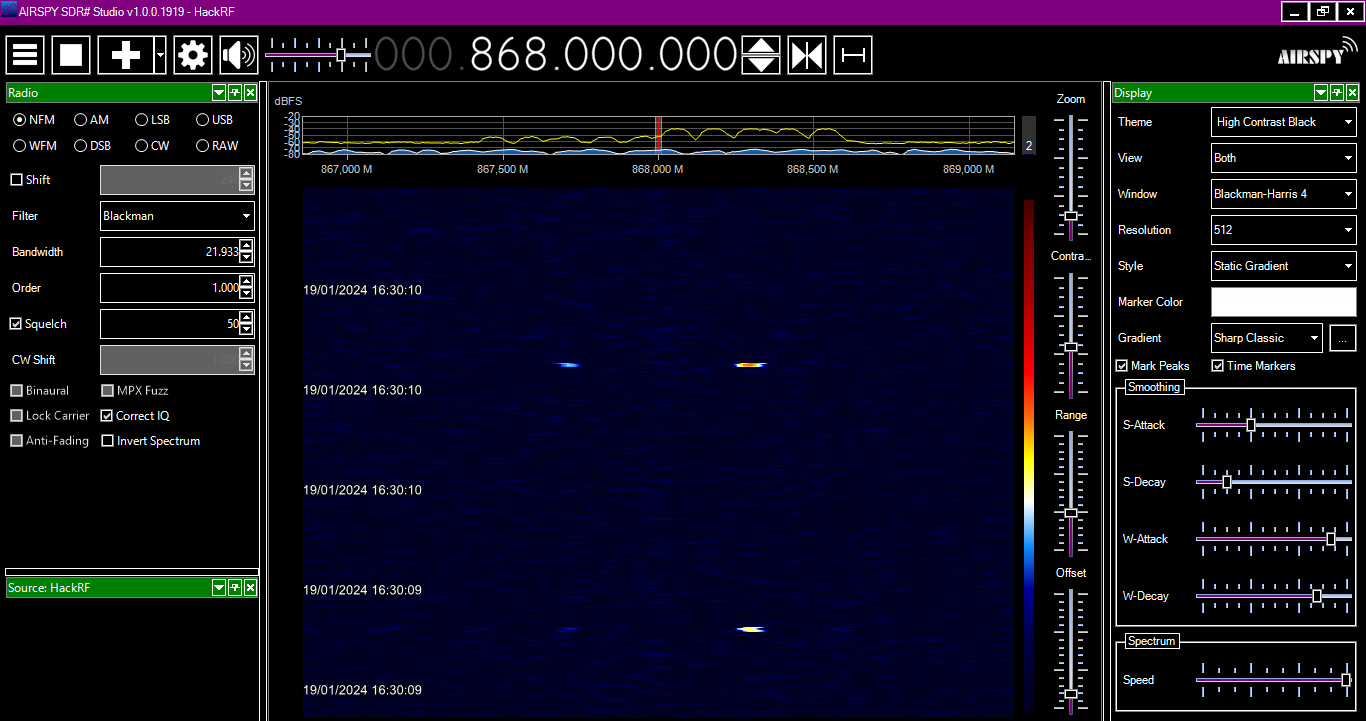 AIRSPY SDR# Studio v1.0.0.1919 - HackRF
000.868.000.000
AIRSPY
Radio
NFM AM LSB USB
WFM DSB CW RAW
Shift
Filter Blackman
Bandwidth 21.933
Order 1.000
Squelch 50
CW Shift
Binaural MPX Fuzz
Lock Carrier Correct IQ
Anti-Fading Invert Spectrum
Source: HackRF
dBFS
-20
-30
-40
-50
-60
-70
-80
2
867,000 M 867,500 M 868,000 M 868,500 M 869,000 M
19/01/2024 16:30:10
19/01/2024 16:30:10
19/01/2024 16:30:10
19/01/2024 16:30:09
19/01/2024 16:30:09
Zoom
Contra...
Range
Offset
Display
Theme High Contrast Black
View Both
Window Blackman-Harris 4
Resolution 512
Style Static Gradient
Marker Color
Gradient Sharp Classic ...
Mark Peaks Time Markers
Smoothing
S-Attack
S-Decay
W-Attack
W-Decay
Spectrum
Speed